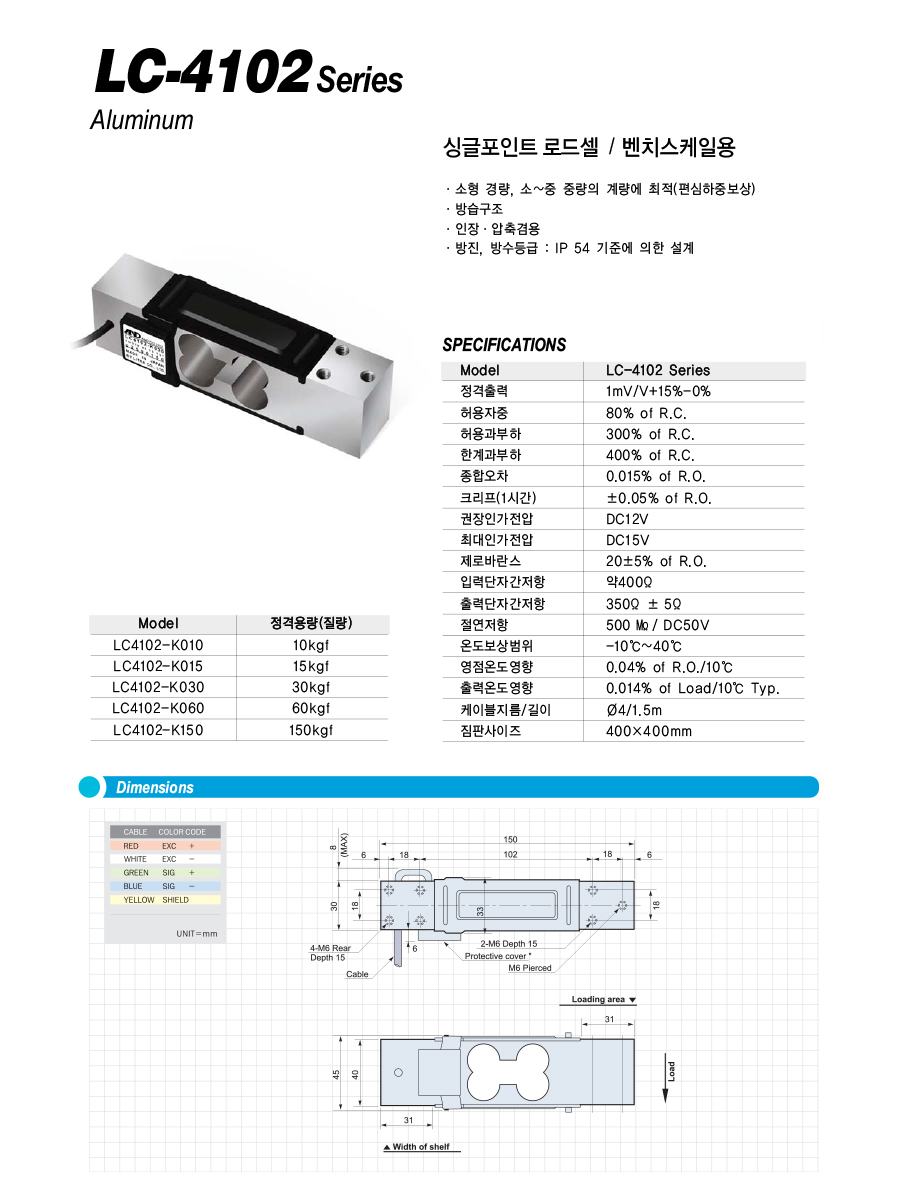 LC-4102 Series
Aluminum
싱글포인트 로드셀 / 벤치스케일용
· 소형 경량, 소~중 중량의 계량에 최적(편심하중보상)
· 방습구조
· 인장 · 압축겸용
· 방진, 방수등급 : IP 54 기준에 의한 설계
AND
SPECIFICATIONS
Model LC-4102 Series
정격출력 1mV/V+15%-0%
허용자중 80% of R.C.
허용과부하 300% of R.C.
한계과부하 400% of R.C.
종합오차 0.015% of R.O.
크리프(1시간) ±0.05% of R.O.
권장인가전압 DC12V
최대인가전압 DC15V
제로바란스 20±5% of R.O.
입력단자간저항 약400Ω
출력단자간저항 350Ω ± 5Ω
절연저항 500 ㏁ / DC50V
온도보상범위 -10℃~40℃
영점온도영향 0.04% of R.O./10℃
출력온도영향 0.014% of Load/10℃ Typ.
케이블지름/길이 Ø4/1.5m
짐판사이즈 400×400mm
Model 정격용량(질량)
LC4102-K010 10kgf
LC4102-K015 15kgf
LC4102-K030 30kgf
LC4102-K060 60kgf
LC4102-K150 150kgf
Dimensions
CABLE COLOR CODE
RED EXC +
WHITE EXC -
GREEN SIG +
BLUE SIG -
YELLOW SHIELD
UNIT=mm
150
8 (MAX)
6 18 102 18 6
30
18
33
18
6
4-M6 Rear
Depth 15
Cable
2-M6 Depth 15
Protective cover *
M6 Pierced
Loading area ▼
31
45
40
Load
31
▲ Width of shelf